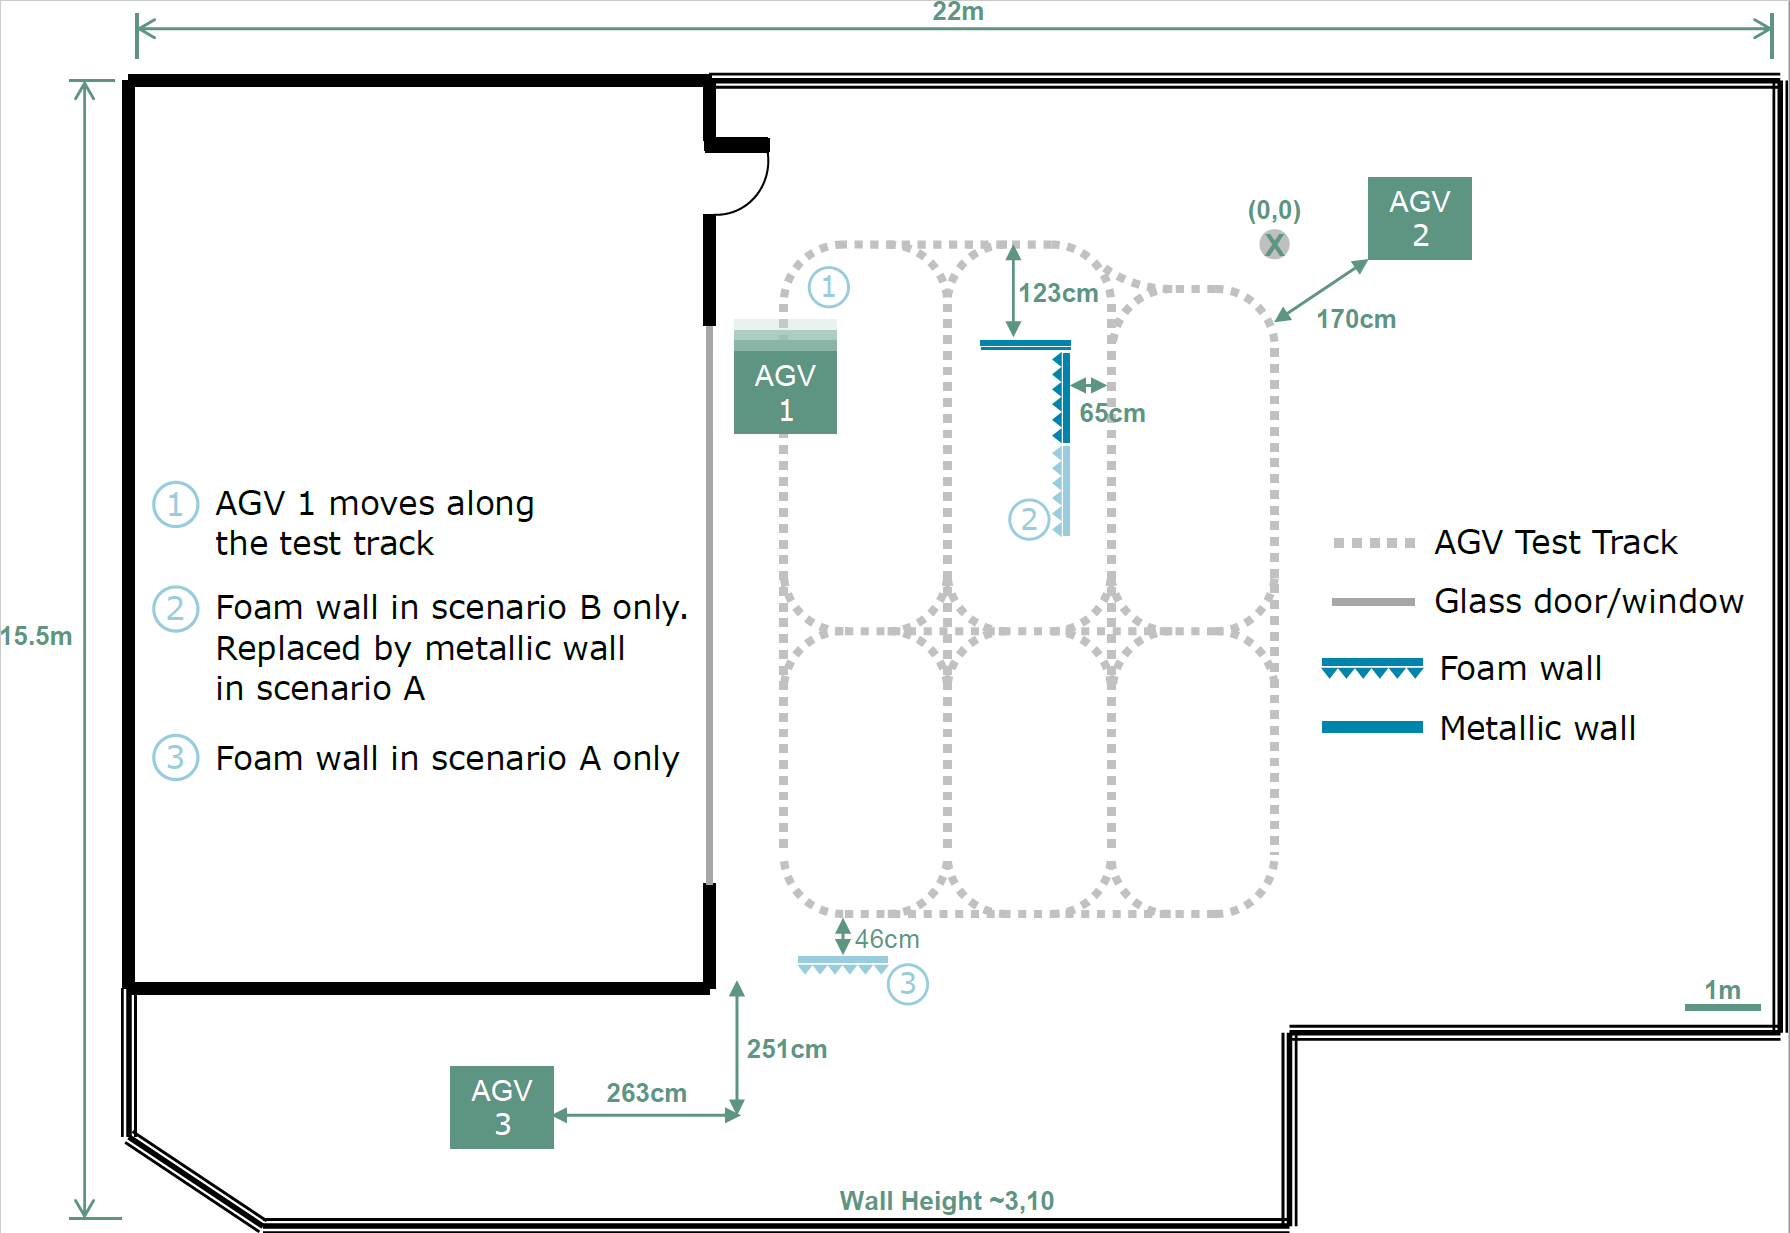 22m
(0,0)
X
AGV
2
1
123cm
170cm
AGV
1
65cm
1 AGV 1 moves along
the test track
2
2 Foam wall in scenario B only.
Replaced by metallic wall
in scenario A
3 Foam wall in scenario A only
15.5m
AGV Test Track
Glass door/window
Foam wall
Metallic wall
46cm
3
1m
251cm
AGV
3
263cm
Wall Height ~3,10